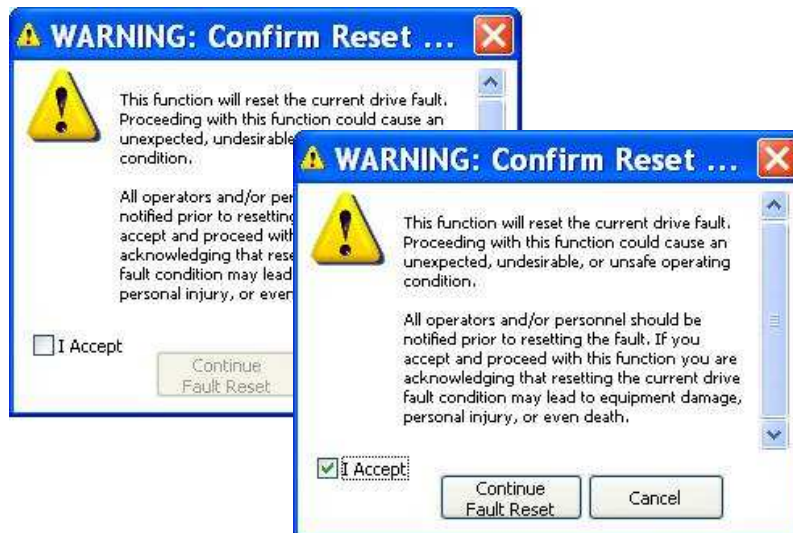 WARNING: Confirm Reset ...
This function will reset the current drive fault.
Proceeding with this function could cause an
unexpected, undesirable
condition.
All operators and/or per
notified prior to resetting
accept and proceed with
acknowledging that rese
fault condition may lead
personal injury, or even
I Accept
Continue
Fault Reset
WARNING: Confirm Reset ...
This function will reset the current drive fault.
Proceeding with this function could cause an
unexpected, undesirable, or unsafe operating
condition.
All operators and/or personnel should be
notified prior to resetting the fault. If you
accept and proceed with this function you are
acknowledging that resetting the current drive
fault condition may lead to equipment damage,
personal injury, or even death.
I Accept
Continue
Fault Reset
Cancel